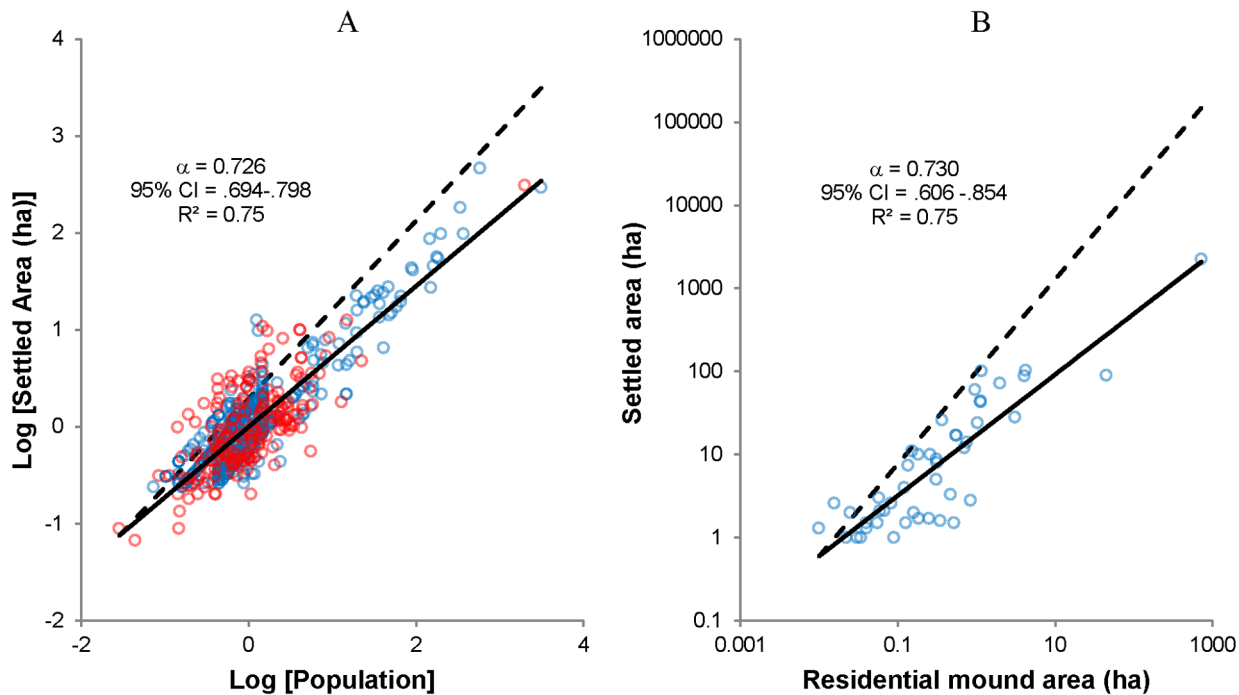 A
4
3
2
1
0
-1
-2
-2
0
2
4
α = 0.726
95% CI = .694-.798
R² = 0.75
Log [Settled Area (ha)]
Log [Population]
B
1000000
100000
10000
1000
100
10
1
0.1
0.001
0.1
10
1000
α = 0.730
95% CI = .606 -.854
R² = 0.75
Settled area (ha)
Residential mound area (ha)